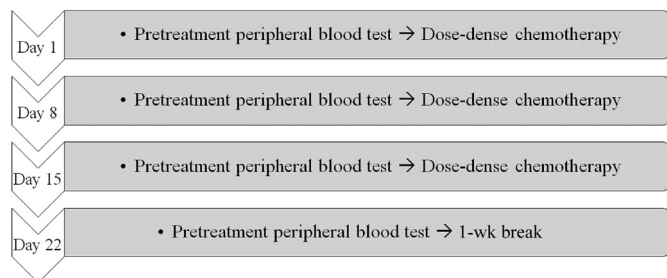 Day 1
• Pretreatment peripheral blood test → Dose-dense chemotherapy
Day 8
• Pretreatment peripheral blood test → Dose-dense chemotherapy
Day 15
• Pretreatment peripheral blood test → Dose-dense chemotherapy
Day 22
• Pretreatment peripheral blood test → 1-wk break